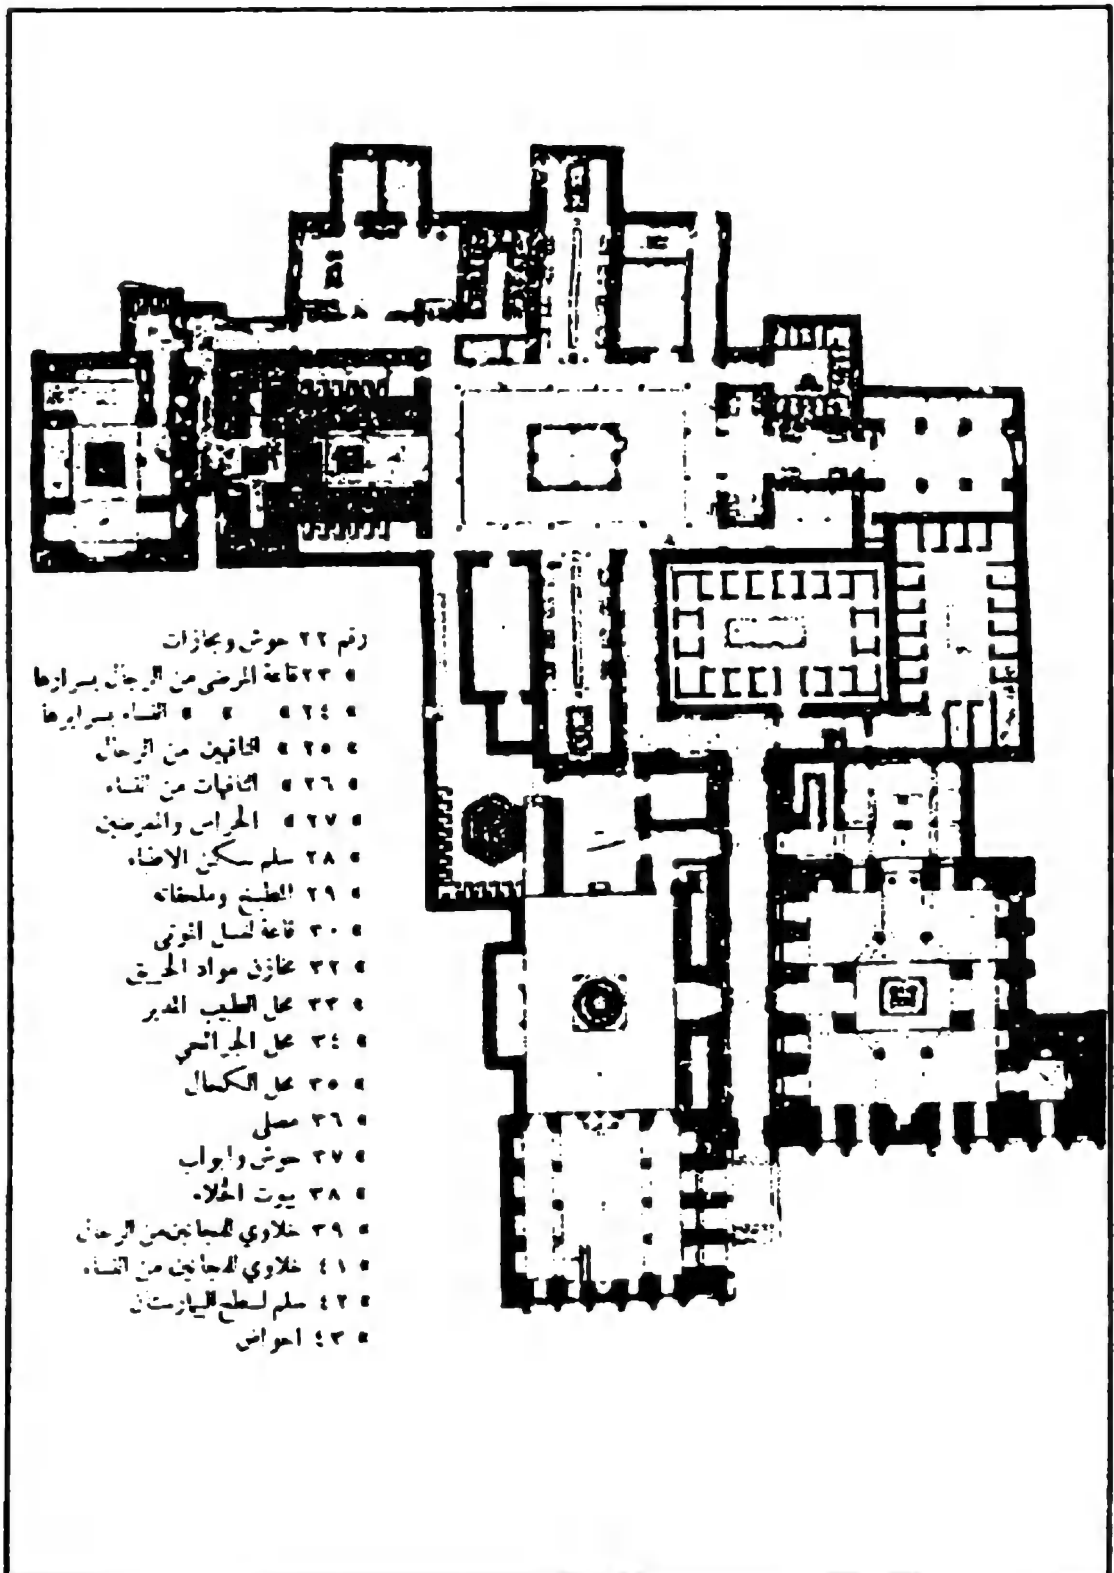 رقم ٢٢ حوش ومجازات
« ٢٣ قاعة المرضى من الرجال بسرارها
« ٢٤ « « « النساء بسرايرها
« ٢٥ « الناقهين من الرجال
« ٢٦ « الناقهات من النساء
« ٢٧ « الحراس والممرضين
« ٢٨ سلم سكن الاطباء
« ٢٩ المطبخ وملحقاته
« ٣٠ قاعة لغسل الموتى
« ٣٢ مخازن مواد الحريق
« ٣٣ محل الطبيب المدير
« ٣٤ محل الجرائحي
« ٣٥ محل الكحال
« ٣٦ مصلى
« ٣٧ حوش وابواب
« ٣٨ بيوت الخلاء
« ٣٩ خلاوي للمجانين من الرجال
« ٤١ خلاوي للمجانين من النساء
« ٤٢ سلم لسطح البيمارستان
« ٤٣ احواض